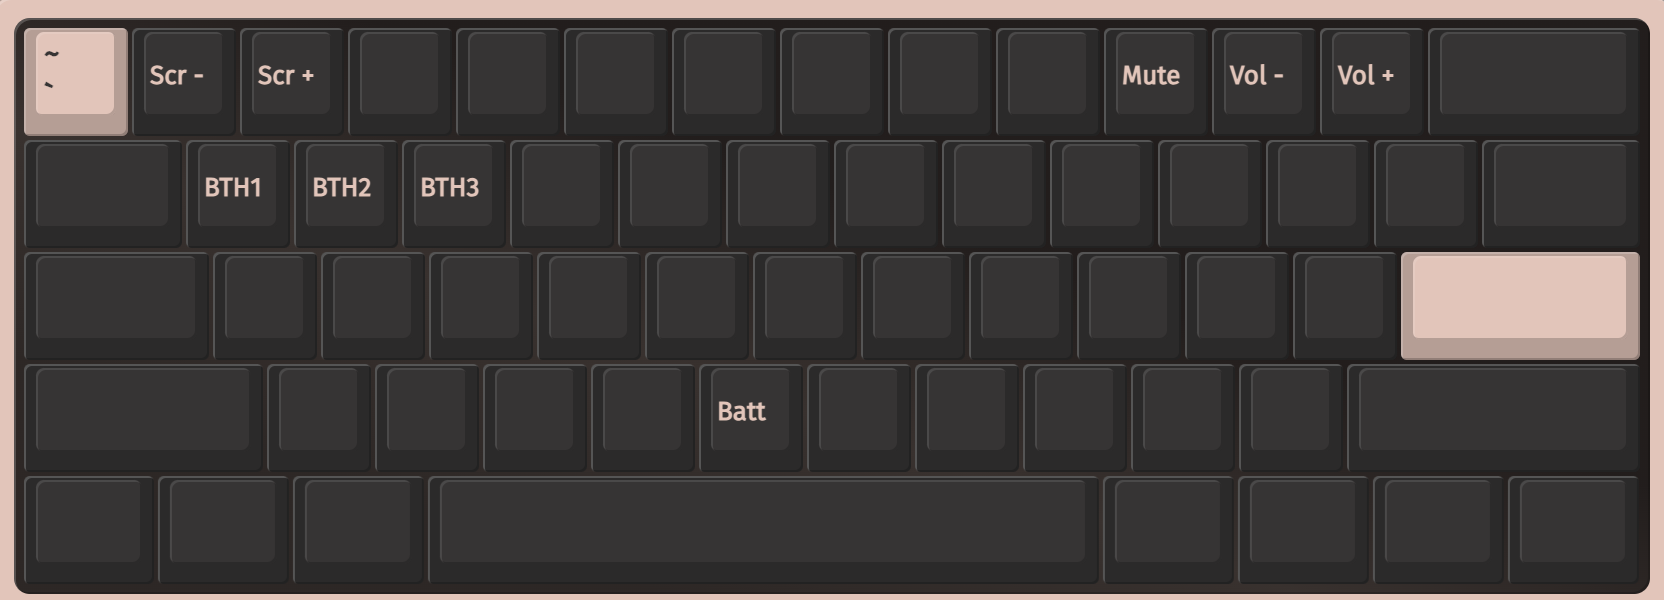 ~
`
Scr -
Scr +
Mute
Vol -
Vol +
BTH1
BTH2
BTH3
Batt